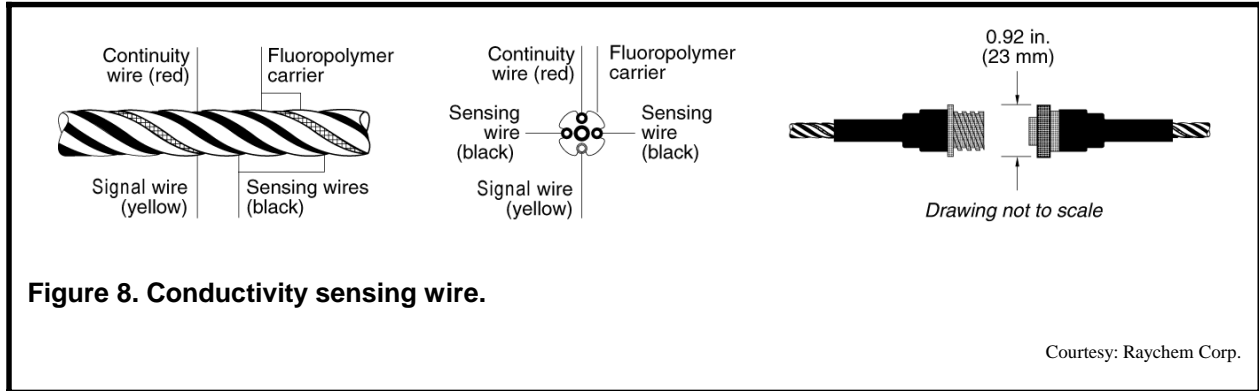 Continuity
wire (red)
Fluoropolymer
carrier
Signal wire
(yellow)
Sensing wires
(black)
Continuity
wire (red)
Fluoropolymer
carrier
Sensing
wire
(black)
Sensing
wire
(black)
Signal wire
(yellow)
0.92 in.
(23 mm)
Drawing not to scale
Figure 8. Conductivity sensing wire.
Courtesy: Raychem Corp.